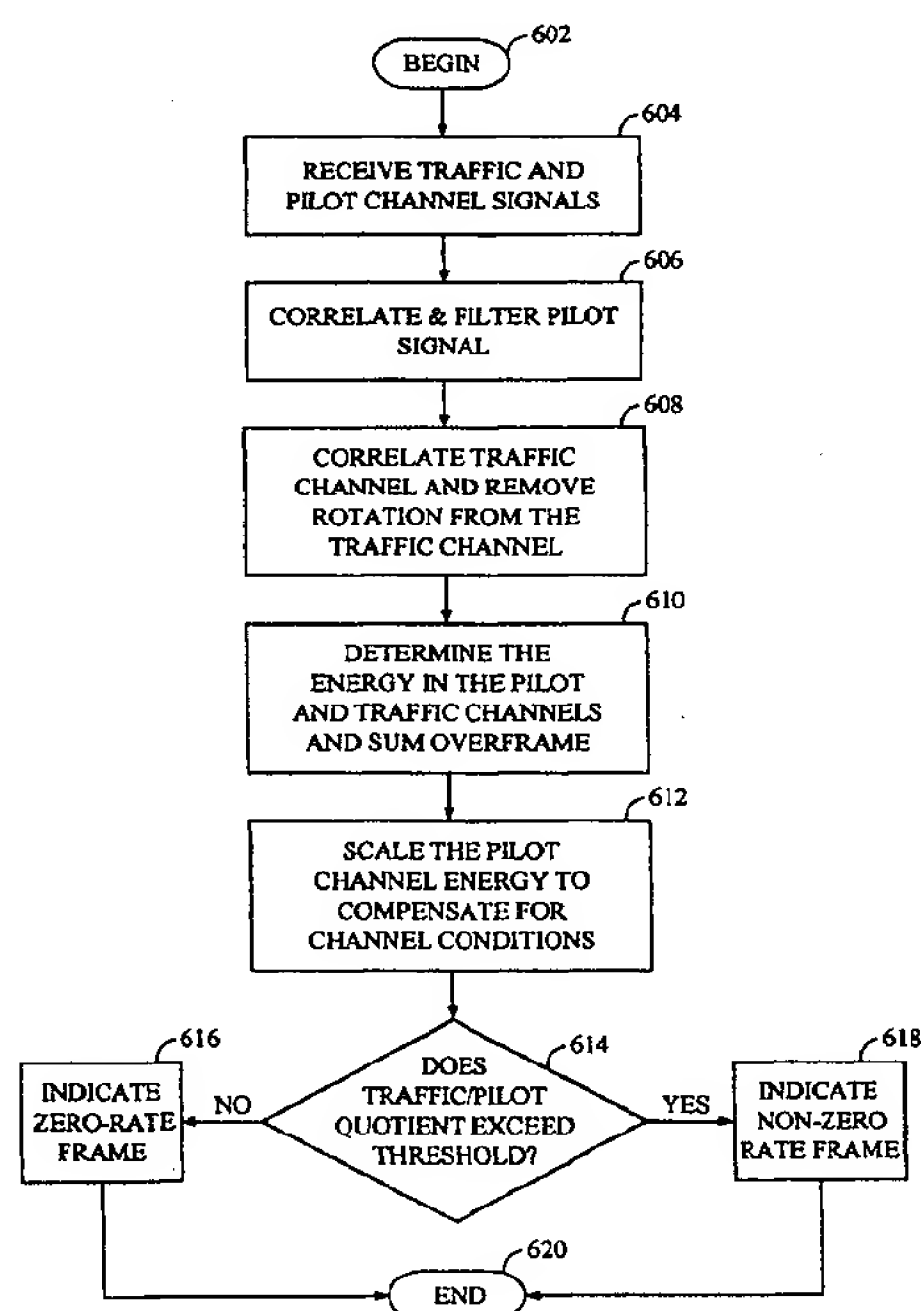 602
BEGIN
604
RECEIVE TRAFFIC AND
PILOT CHANNEL SIGNALS
606
CORRELATE & FILTER PILOT
SIGNAL
608
CORRELATE TRAFFIC
CHANNEL AND REMOVE
ROTATION FROM THE
TRAFFIC CHANNEL
610
DETERMINE THE
ENERGY IN THE PILOT
AND TRAFFIC CHANNELS
AND SUM OVERFRAME
612
SCALE THE PILOT
CHANNEL ENERGY TO
COMPENSATE FOR
CHANNEL CONDITIONS
614
DOES
TRAFFIC/PILOT
QUOTIENT EXCEED
THRESHOLD?
NO
YES
616
INDICATE
ZERO-RATE
FRAME
618
INDICATE
NON-ZERO
RATE FRAME
620
END